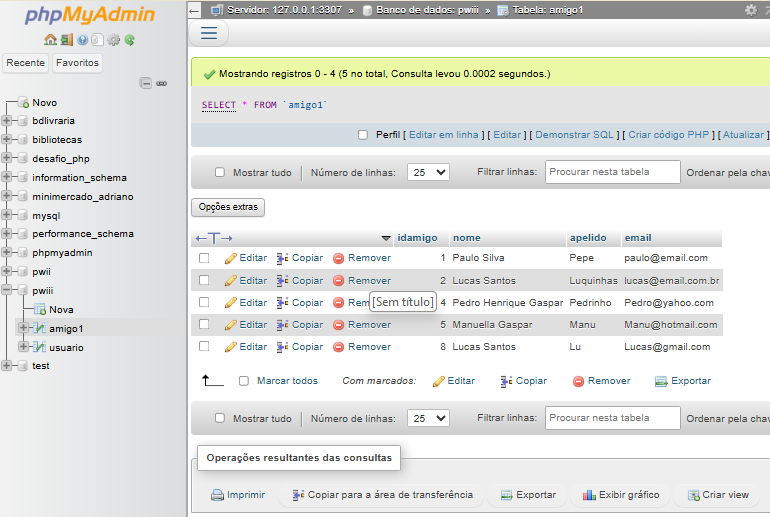 phpMyAdmin
Recente Favoritos
Novo
bdlivraria
bibliotecas
desafio_php
information_schema
minimercado_adriano
mysql
performance_schema
phpmyadmin
pwii
pwiii
Nova
amigo1
usuario
test
Servidor: 127.0.0.1:3307 » Banco de dados: pwiii » Tabela: amigo1
Mostrando registros 0 - 4 (5 no total, Consulta levou 0.0002 segundos.)
SELECT * FROM `amigo1`
Perfil [ Editar em linha ] [ Editar ] [ Demonstrar SQL ] [ Criar código PHP ] [ Atualizar ]
Mostrar tudo Número de linhas: 25 Filtrar linhas: Procurar nesta tabela Ordenar pela chav
Opções extras
←T→ idamigo nome apelido email
Editar Copiar Remover 1 Paulo Silva Pepe paulo@email.com
Editar Copiar Remover 2 Lucas Santos Luquinhas lucas@email.com.br
Editar Copiar Rem [Sem título] 4 Pedro Henrique Gaspar Pedrinho Pedro@yahoo.com
Editar Copiar Remover 5 Manuella Gaspar Manu Manu@hotmail.com
Editar Copiar Remover 8 Lucas Santos Lu Lucas@gmail.com
Marcar todos Com marcados: Editar Copiar Remover Exportar
Mostrar tudo Número de linhas: 25 Filtrar linhas: Procurar nesta tabela Ordenar pela chav
Operações resultantes das consultas
Imprimir Copiar para a área de transferência Exportar Exibir gráfico Criar view